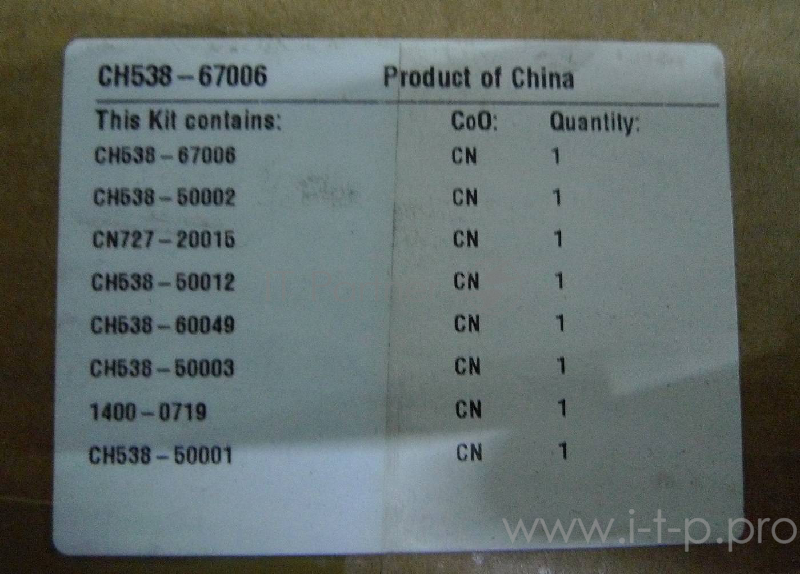 CH538-67006 Product of China
This Kit contains: CoO: Quantity:
CH538-67006 CN 1
CH538-50002 CN 1
CN727-20015 CN 1
CH538-50012 CN 1
CH538-60049 CN 1
CH538-50003 CN 1
1400-0719 CN 1
CH538-50001 CN 1
www.i-t-p.pro